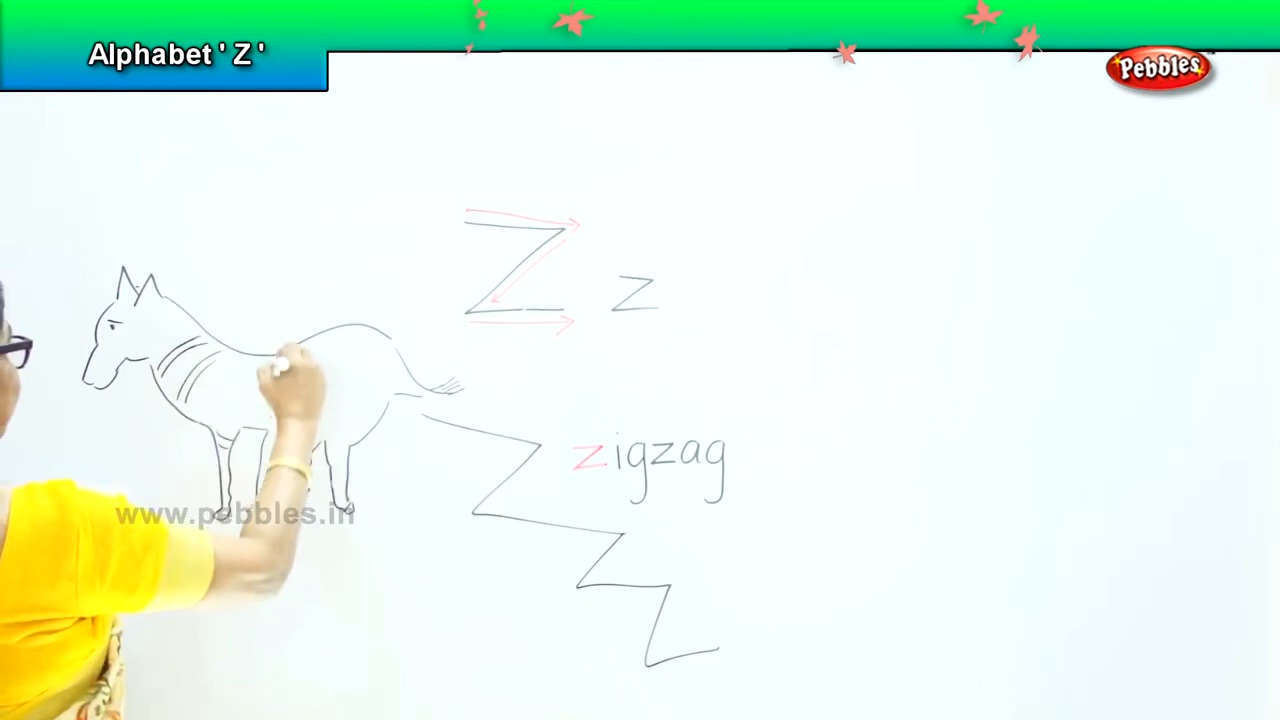 Alphabet ' Z '
Pebbles
Z z
zigzag
www.pebbles.in